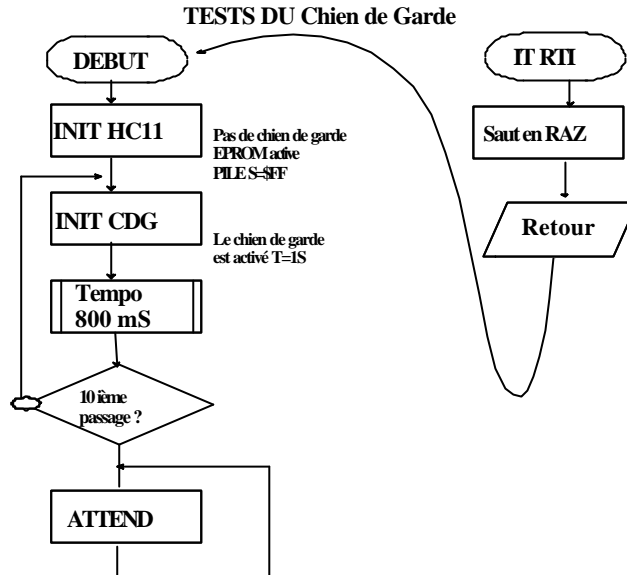 TESTS DU Chien de Garde
DEBUT
INIT HC11
Pas de chien de garde
EPROM active
PILE S=$FF
INIT CDG
Le chien de garde
est activé T=1S
Tempo
800 mS
10 ième
passage ?
ATTEND
IT RTI
Saut en RAZ
Retour